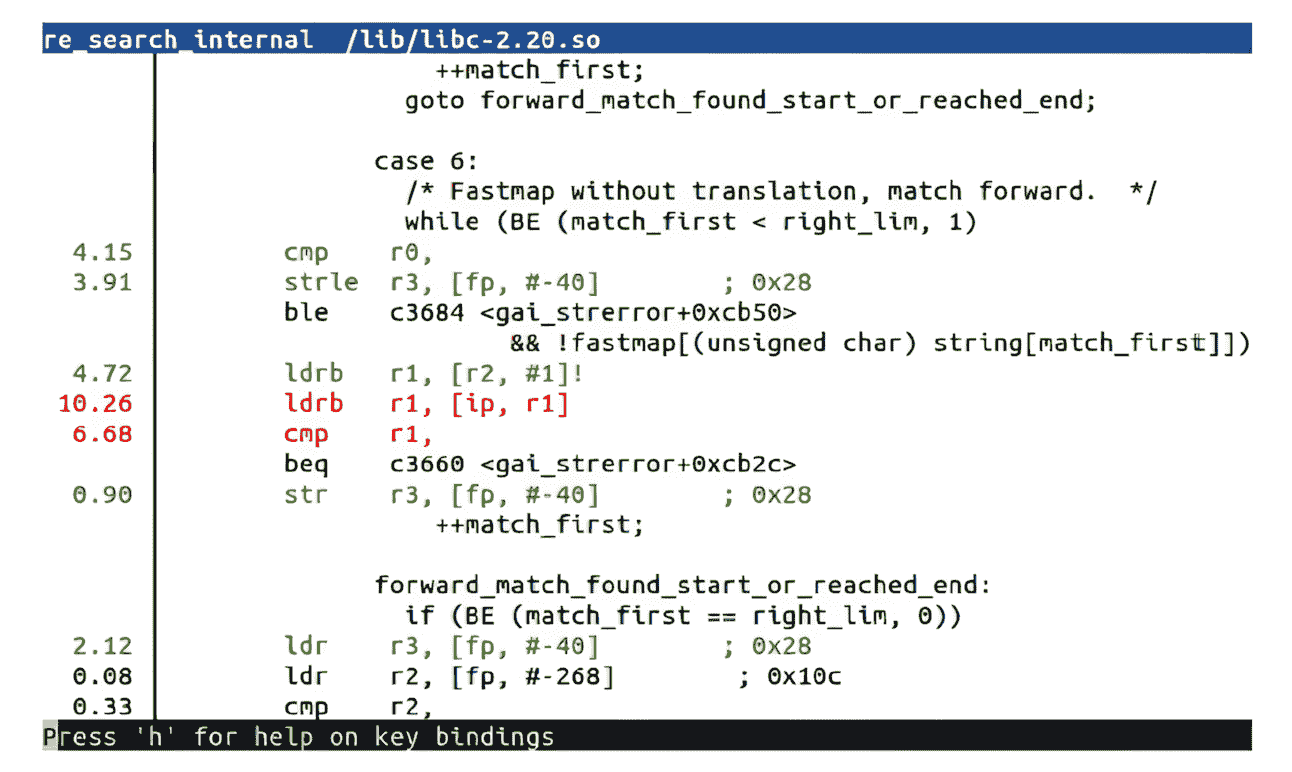 re_search_internal  /lib/libc-2.20.so
++match_first;
goto forward_match_found_start_or_reached_end;
case 6:
/* Fastmap without translation, match forward.  */
while (BE (match_first < right_lim, 1)
4.15 cmp r0,
3.91 strle r3, [fp, #-40] ; 0x28
ble c3684 <gai_strerror+0xcb50>
&& !fastmap[(unsigned char) string[match_first]])
4.72 ldrb r1, [r2, #1]!
10.26 ldrb r1, [ip, r1]
6.68 cmp r1,
beq c3660 <gai_strerror+0xcb2c>
0.90 str r3, [fp, #-40] ; 0x28
++match_first;
forward_match_found_start_or_reached_end:
if (BE (match_first == right_lim, 0))
2.12 ldr r3, [fp, #-40] ; 0x28
0.08 ldr r2, [fp, #-268] ; 0x10c
0.33 cmp r2,
Press 'h' for help on key bindings